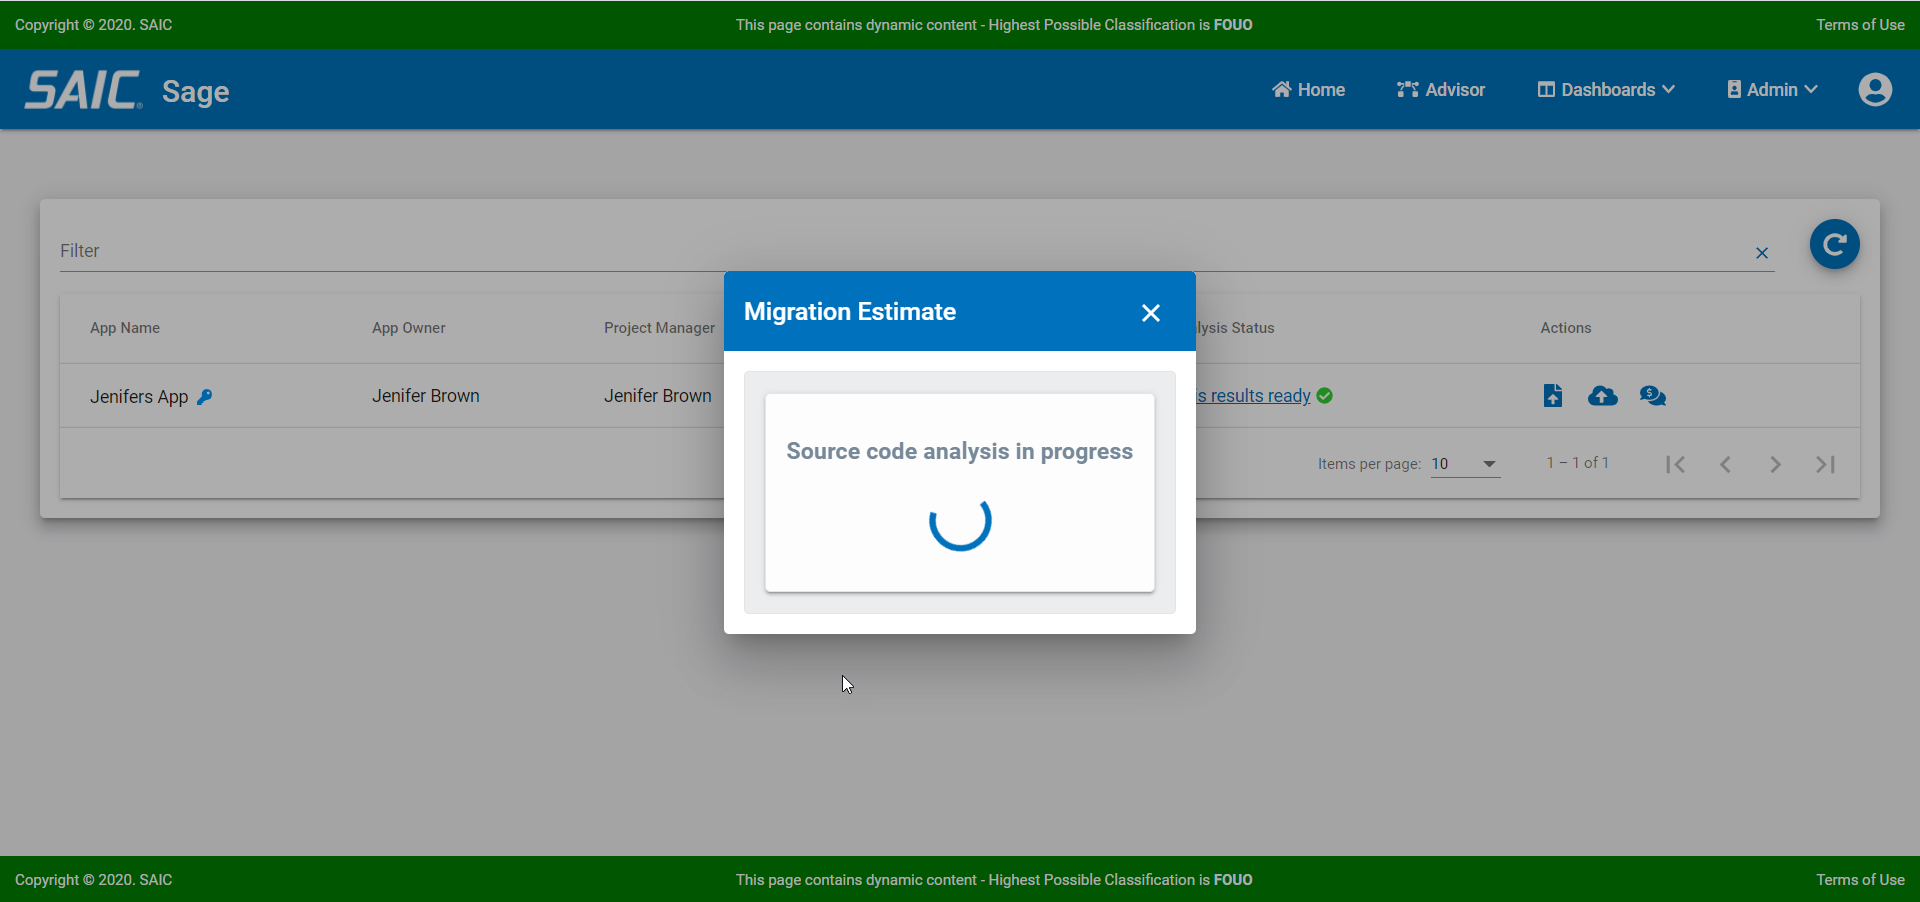 Copyright © 2020. SAIC
This page contains dynamic content - Highest Possible Classification is FOUO
Terms of Use
SAIC
Sage
Home
Advisor
Dashboards
Admin
Filter
Migration Estimate
App Name
App Owner
Project Manager
lysis Status
Actions
Jenifers App
Jenifer Brown
Jenifer Brown
s results ready
Source code analysis in progress
Items per page: 10
1 – 1 of 1
Copyright © 2020. SAIC
This page contains dynamic content - Highest Possible Classification is FOUO
Terms of Use